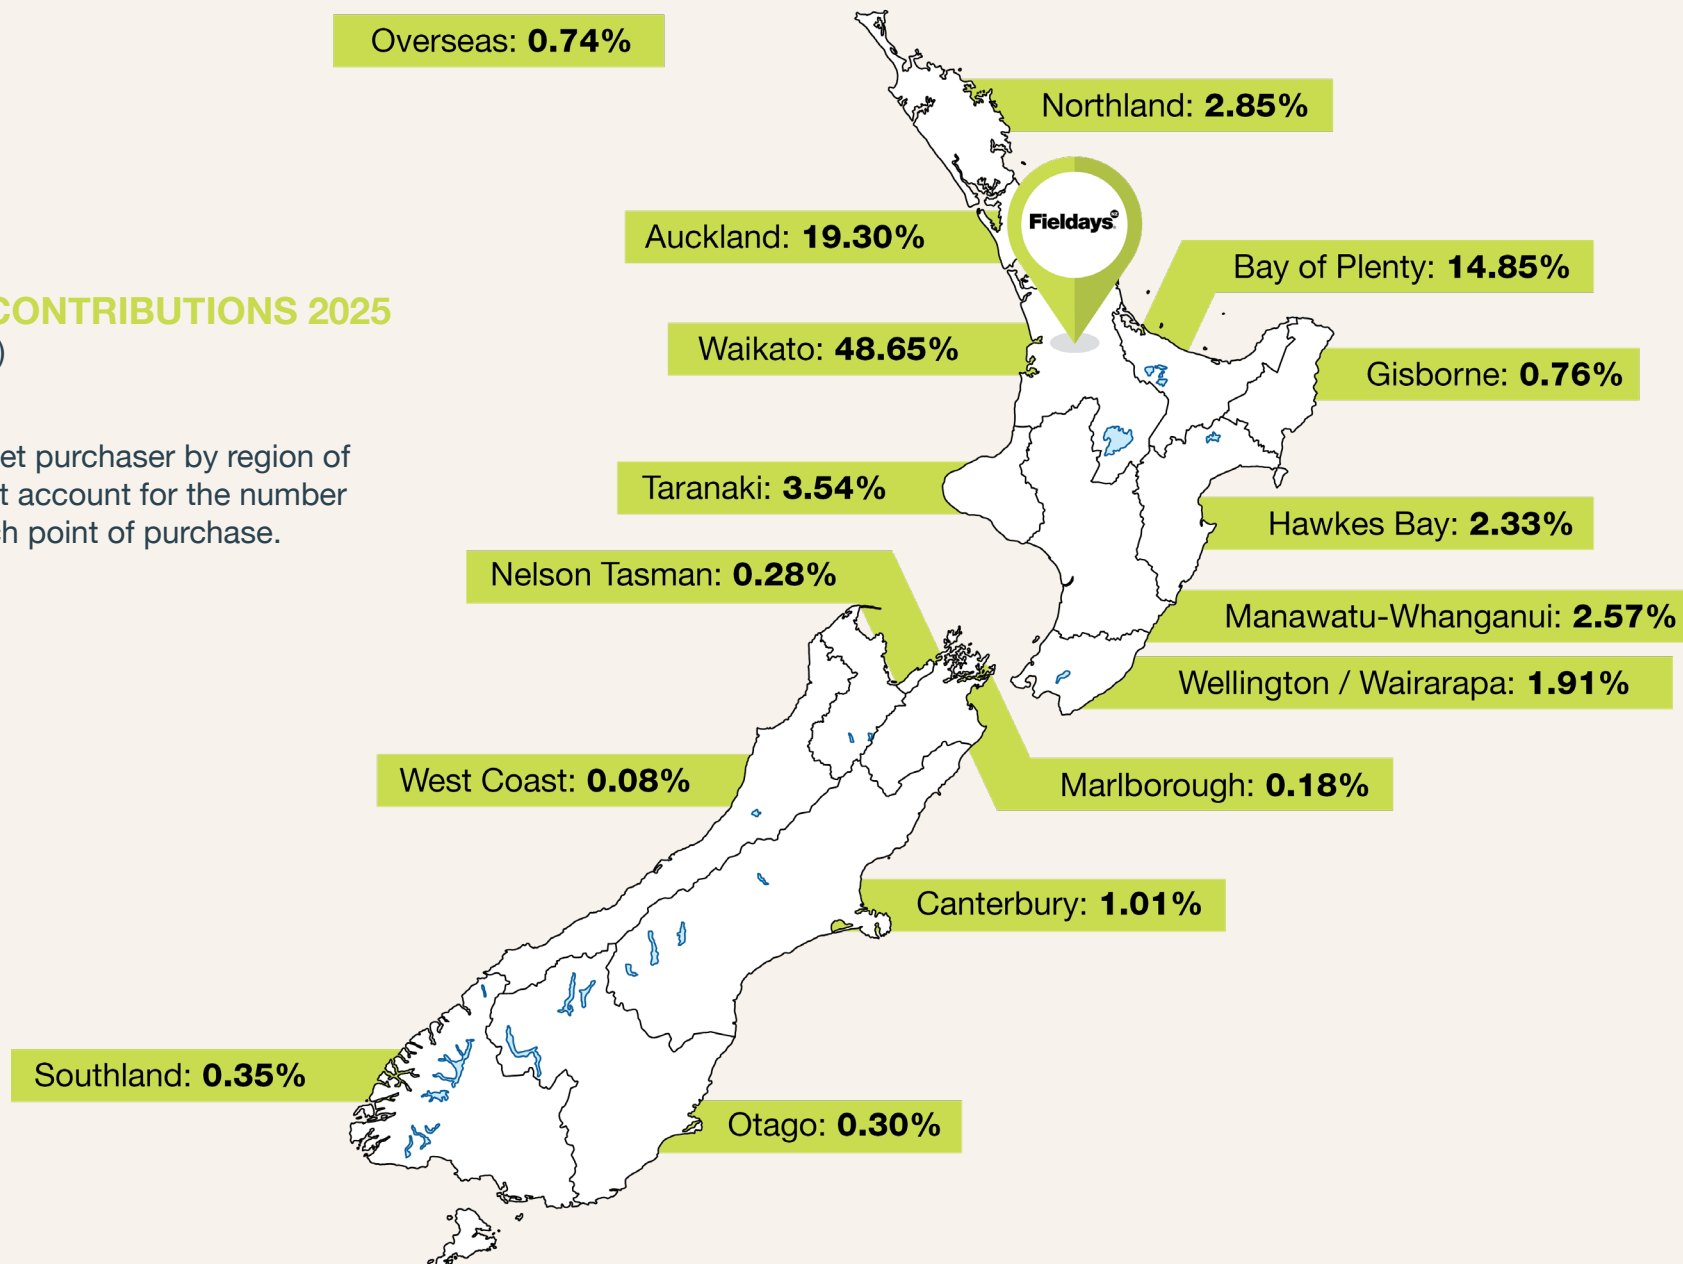 Overseas: 0.74%
Northland: 2.85%
Fieldays
Auckland: 19.30%
Bay of Plenty: 14.85%
CONTRIBUTIONS 2025
)
Waikato: 48.65%
Gisborne: 0.76%
et purchaser by region of
t account for the number
h point of purchase.
Taranaki: 3.54%
Hawkes Bay: 2.33%
Nelson Tasman: 0.28%
Manawatu-Whanganui: 2.57%
Wellington / Wairarapa: 1.91%
West Coast: 0.08%
Marlborough: 0.18%
Canterbury: 1.01%
Southland: 0.35%
Otago: 0.30%